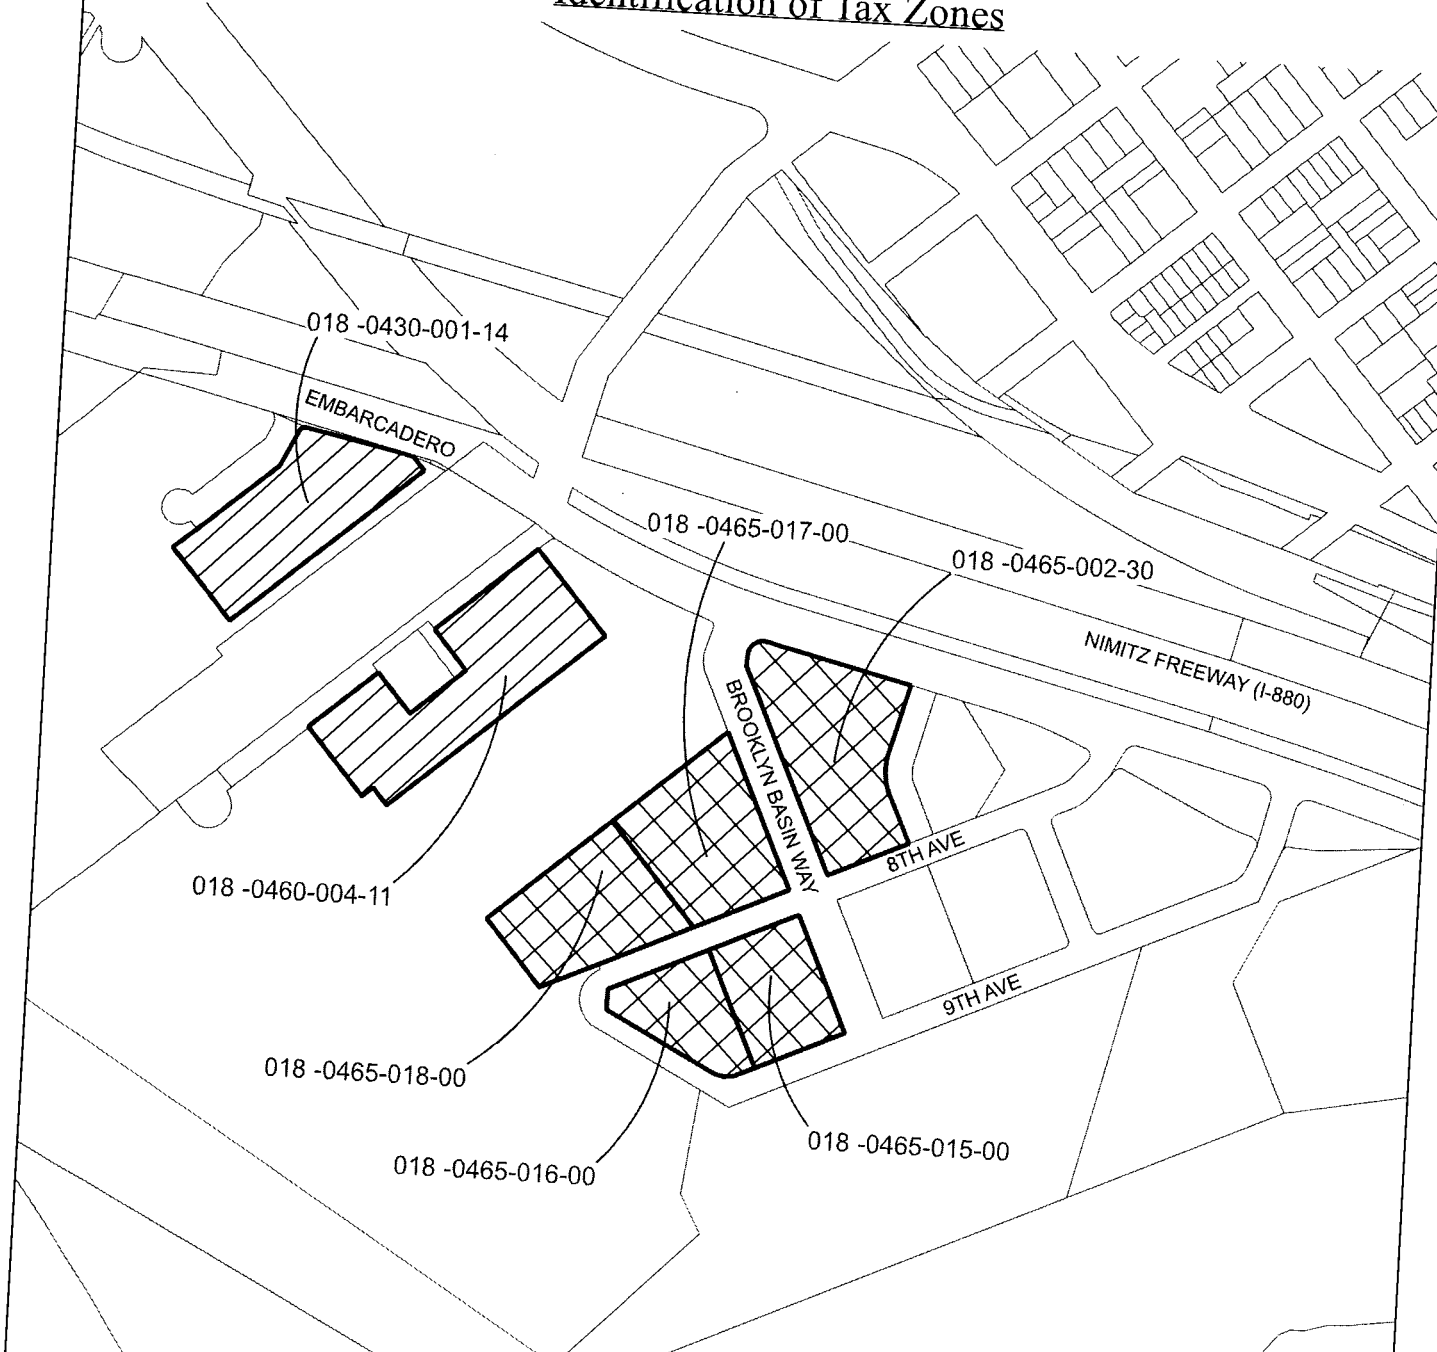 Identification of Tax Zones
018 -0430-001-14
EMBARCADERO
018 -0465-017-00
018 -0465-002-30
NIMITZ FREEWAY (I-880)
BROOKLYN BASIN WAY
8TH AVE
018 -0460-004-11
9TH AVE
018 -0465-018-00
018 -0465-015-00
018 -0465-016-00